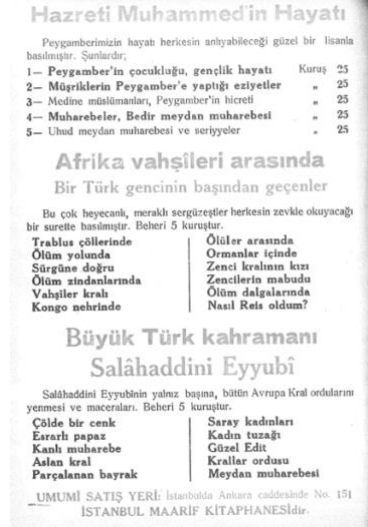 Hazreti Muhammed'in Hayatı
Peygamberimizin hayatı herkesin anlıyabileceği güzel bir lisanla
basılmıştır. Şunlardır;
1— Peygamber'in çocukluğu, gençlik hayatı Kuruş 25
2— Müşriklerin Peygamber'e yaptığı eziyetler „ 25
3— Medine müslümanları, Peygamber'in hicreti „ 25
4— Muharebeler, Bedir meydan muharebesi „ 25
5— Uhud meydan muharebesi ve seriyyeler „ 25
Afrika vahşîleri arasında
Bir Türk gencinin başından geçenler
Bu çok heyecanlı, meraklı sergüzeştler herkesin zevkle okuyacağı
bir surette basılmıştır. Beheri 5 kuruştur.
Trablus çöllerinde
Ölüm yolunda
Sürgüne doğru
Ölüm zindanlarında
Vahşiler kralı
Kongo nehrinde
Ölüler arasında
Ormanlar içinde
Zenci kralının kızı
Zencilerin mabudu
Ölüm dalgalarında
Nasıl Reis oldum?
Büyük Türk kahramanı
Salâhaddini Eyyubî
Salâhaddini Eyyubînin yalnız başına, bütün Avrupa Kral ordularını
yenmesi ve maceraları. Beheri 5 kuruştur.
Çölde bir cenk
Esrarlı papaz
Kanlı muharebe
Aslan kral
Parçalanan bayrak
Saray kadınları
Kadın tuzağı
Güzel Edit
Krallar ordusu
Meydan muharebesi
UMUMİ SATIŞ YERİ: İstanbulda Ankara caddesinde No. 151
İSTANBUL MAARİF KİTAPHANESİdir.